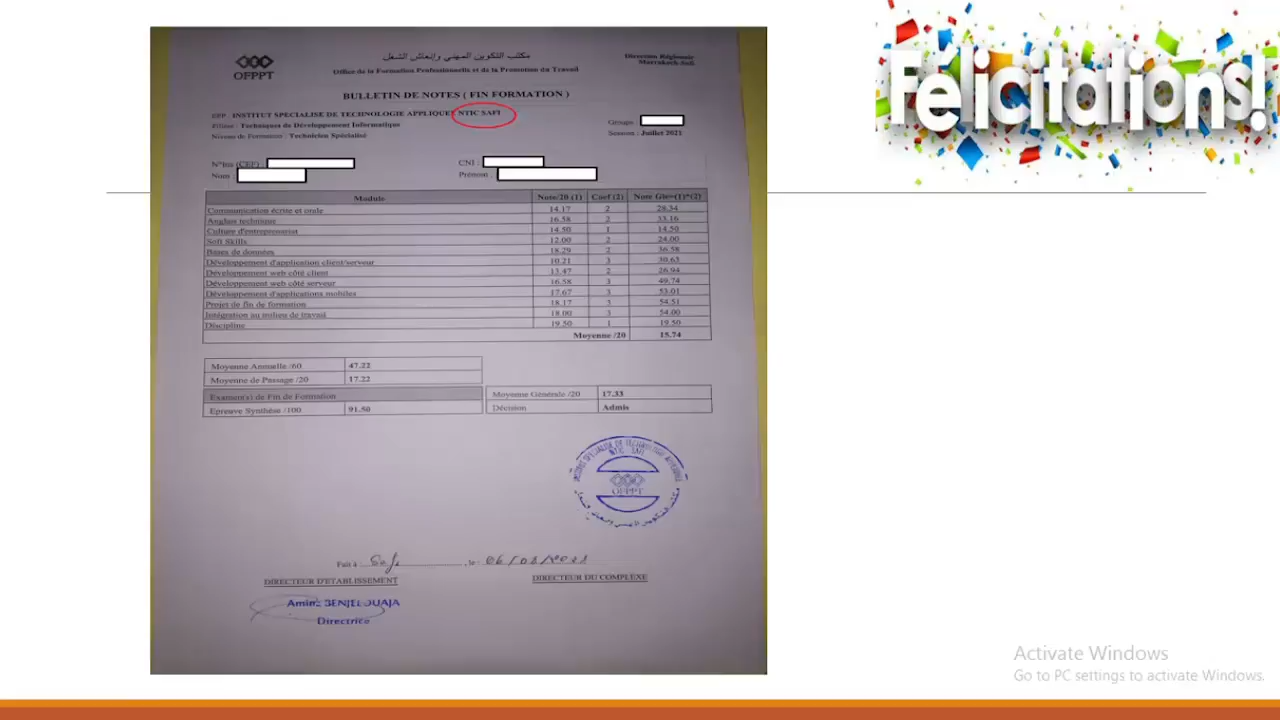 Felicitations!
OFPPT
مكتب التكوين المهني وإنعاش الشغل
Office de la Formation Professionnelle et de la Promotion du Travail
Direction Régionale
Marrakech-Safi
BULLETIN DE NOTES ( FIN FORMATION )
EFP : INSTITUT SPECIALISE DE TECHNOLOGIE APPLIQUEE NTIC SAFI
Filière : Techniques de Développement Informatique
Niveau de Formation : Technicien Spécialisé
Groupe :
Session : Juillet 2021
N°Ins (CEF) :
CNI :
Nom :
Prénom :
Module Note/20 (1) Coef (2) Note Gle=(1)*(2)
Communication écrite et orale 14.17 2 28.34
Anglais technique 16.58 2 33.16
Culture d'entreprenariat 14.50 1 14.50
Soft Skills 12.00 2 24.00
Bases de données 18.29 2 36.58
Développement d'application client/serveur 10.21 3 30.63
Développement web côté client 13.47 2 26.94
Développement web côté serveur 16.58 3 49.74
Développement d'applications mobiles 17.67 3 53.01
Projet de fin de formation 18.17 3 54.51
Intégration au milieu de travail 18.00 3 54.00
Discipline 19.50 1 19.50
Moyenne /20 15.74
Moyenne Annuelle /60 47.22
Moyenne de Passage /20 17.22
Examen(s) de Fin de Formation
Epreuve Synthèse /100 91.50
Moyenne Générale /20 17.33
Décision Admis
NTIC SAFI
OFPPT
Fait à : Safi , le :
DIRECTEUR D'ETABLISSEMENT
DIRECTEUR DU COMPLEXE
BENJELOUAJA
Directrice
Activate Windows
Go to PC settings to activate Windows.